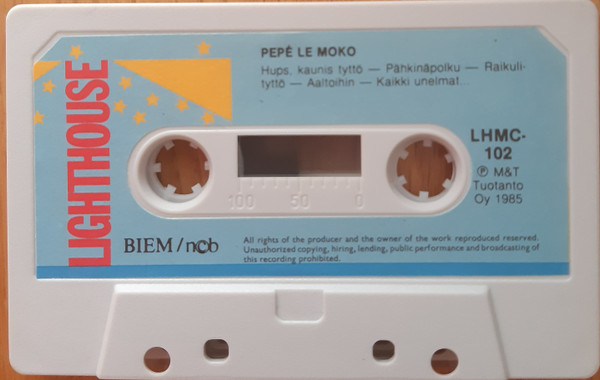 LIGHTHOUSE
PEPÊ LE MOKO
Hups, kaunis tyttö — Pähkinäpolku — Raikuli-
tyttö — Aaltoihin — Kaikki unelmat...
LHMC-
102
Ⓟ M&T
Tuotanto
Oy 1985
100 50 0
BIEM/ncb
All rights of the producer and the owner of the work reproduced reserved.
Unauthorized copying, hiring, lending, public performance and broadcasting of
this recording prohibited.